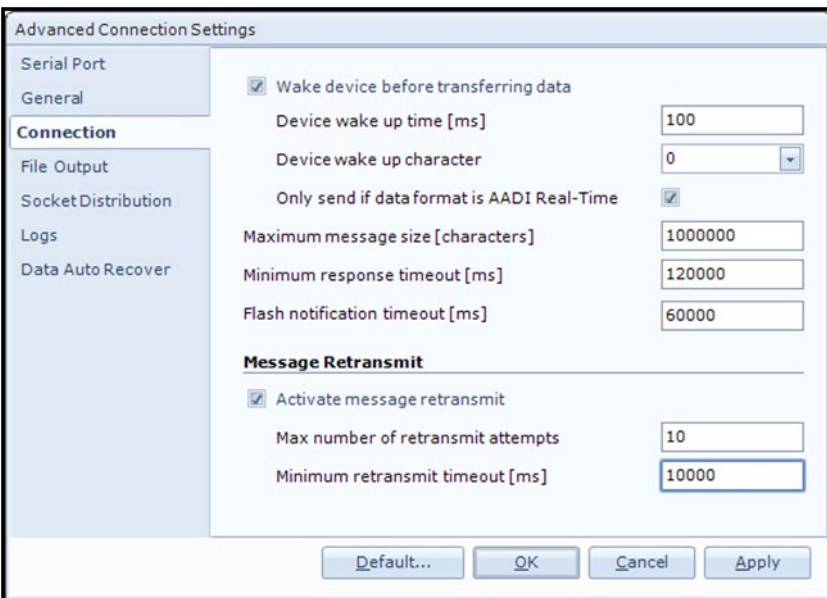 Advanced Connection Settings
Serial Port
General
Connection
File Output
Socket Distribution
Logs
Data Auto Recover
Wake device before transferring data
Device wake up time [ms] 100
Device wake up character 0
Only send if data format is AADI Real-Time
Maximum message size [characters] 1000000
Minimum response timeout [ms] 120000
Flash notification timeout [ms] 60000
Message Retransmit
Activate message retransmit
Max number of retransmit attempts 10
Minimum retransmit timeout [ms] 10000
Default... OK Cancel Apply